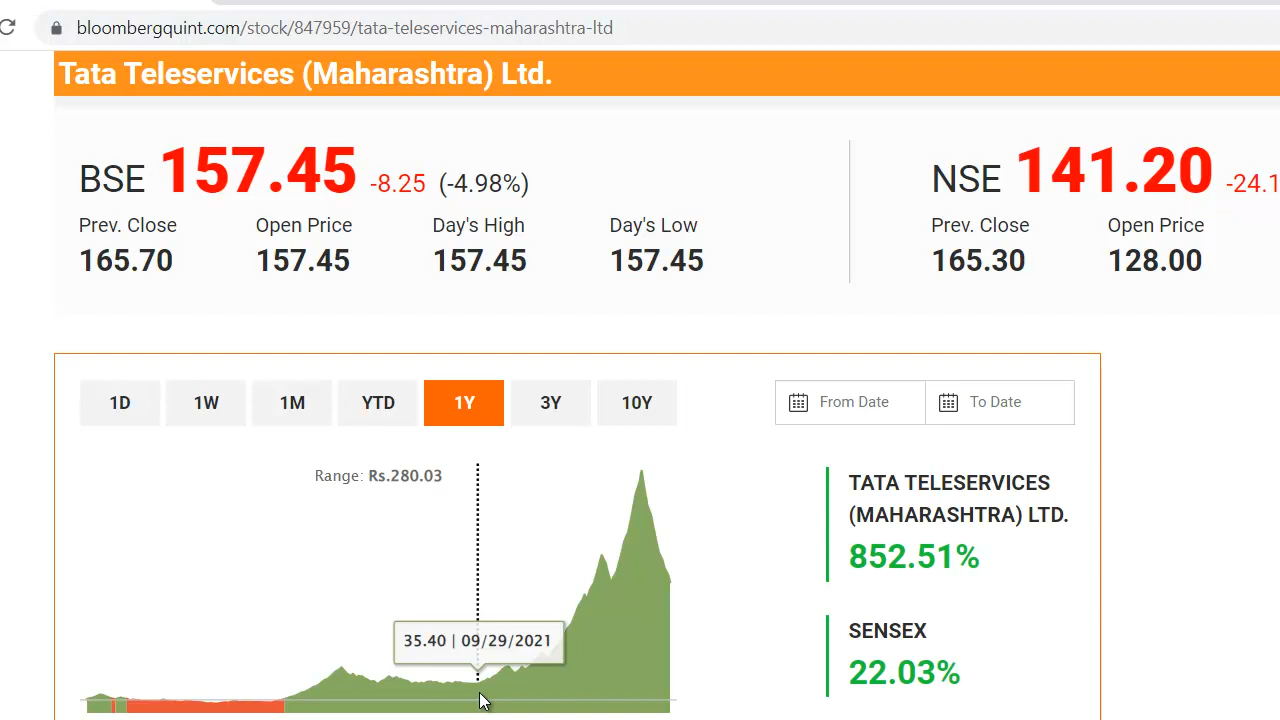 bloombergquint.com/stock/847959/tata-teleservices-maharashtra-ltd
Tata Teleservices (Maharashtra) Ltd.
BSE 157.45 -8.25 (-4.98%)
Prev. Close Open Price Day's High Day's Low
165.70 157.45 157.45 157.45
NSE 141.20 -24.1
Prev. Close Open Price
165.30 128.00
1D 1W 1M YTD 1Y 3Y 10Y
From Date To Date
Range: Rs.280.03
35.40 | 09/29/2021
TATA TELESERVICES
(MAHARASHTRA) LTD.
852.51%
SENSEX
22.03%